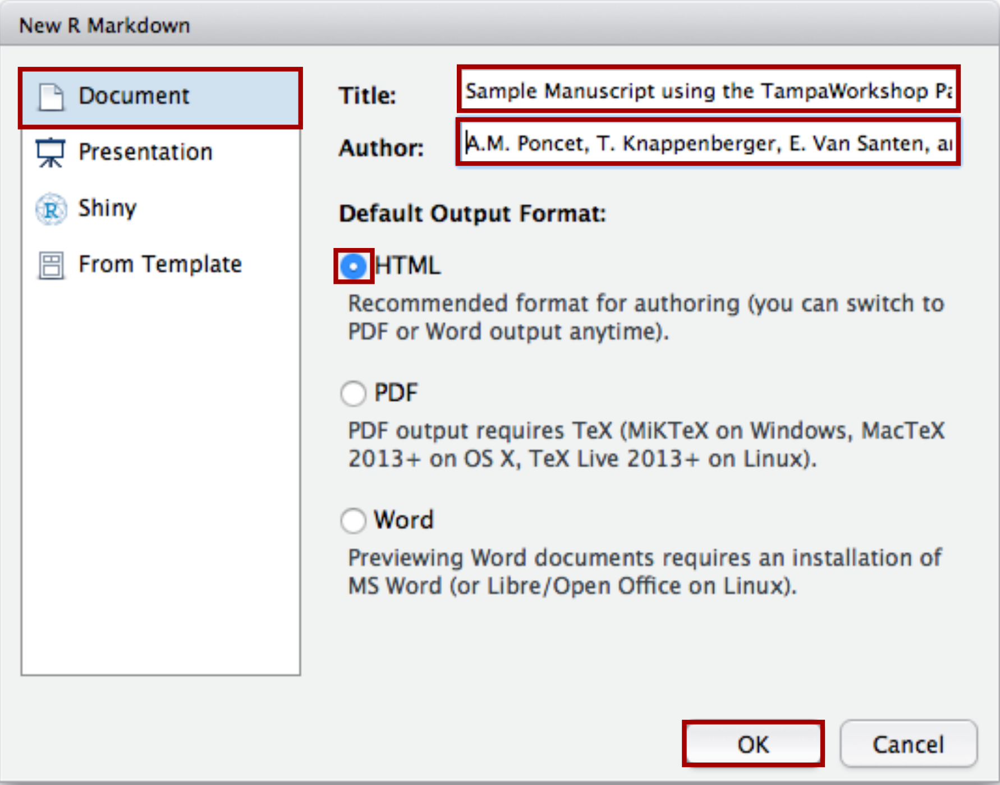 New R Markdown
Document
Presentation
Shiny
From Template
Title:
Sample Manuscript using the TampaWorkshop
Author:
A.M. Poncet, T. Knappenberger, E. Van Santen,
Default Output Format:
HTML
Recommended format for authoring (you can switch to
PDF or Word output anytime).
PDF
PDF output requires TeX (MiKTeX on Windows, MacTeX
2013+ on OS X, TeX Live 2013+ on Linux).
Word
Previewing Word documents requires an installation of
MS Word (or Libre/Open Office on Linux).
OK
Cancel